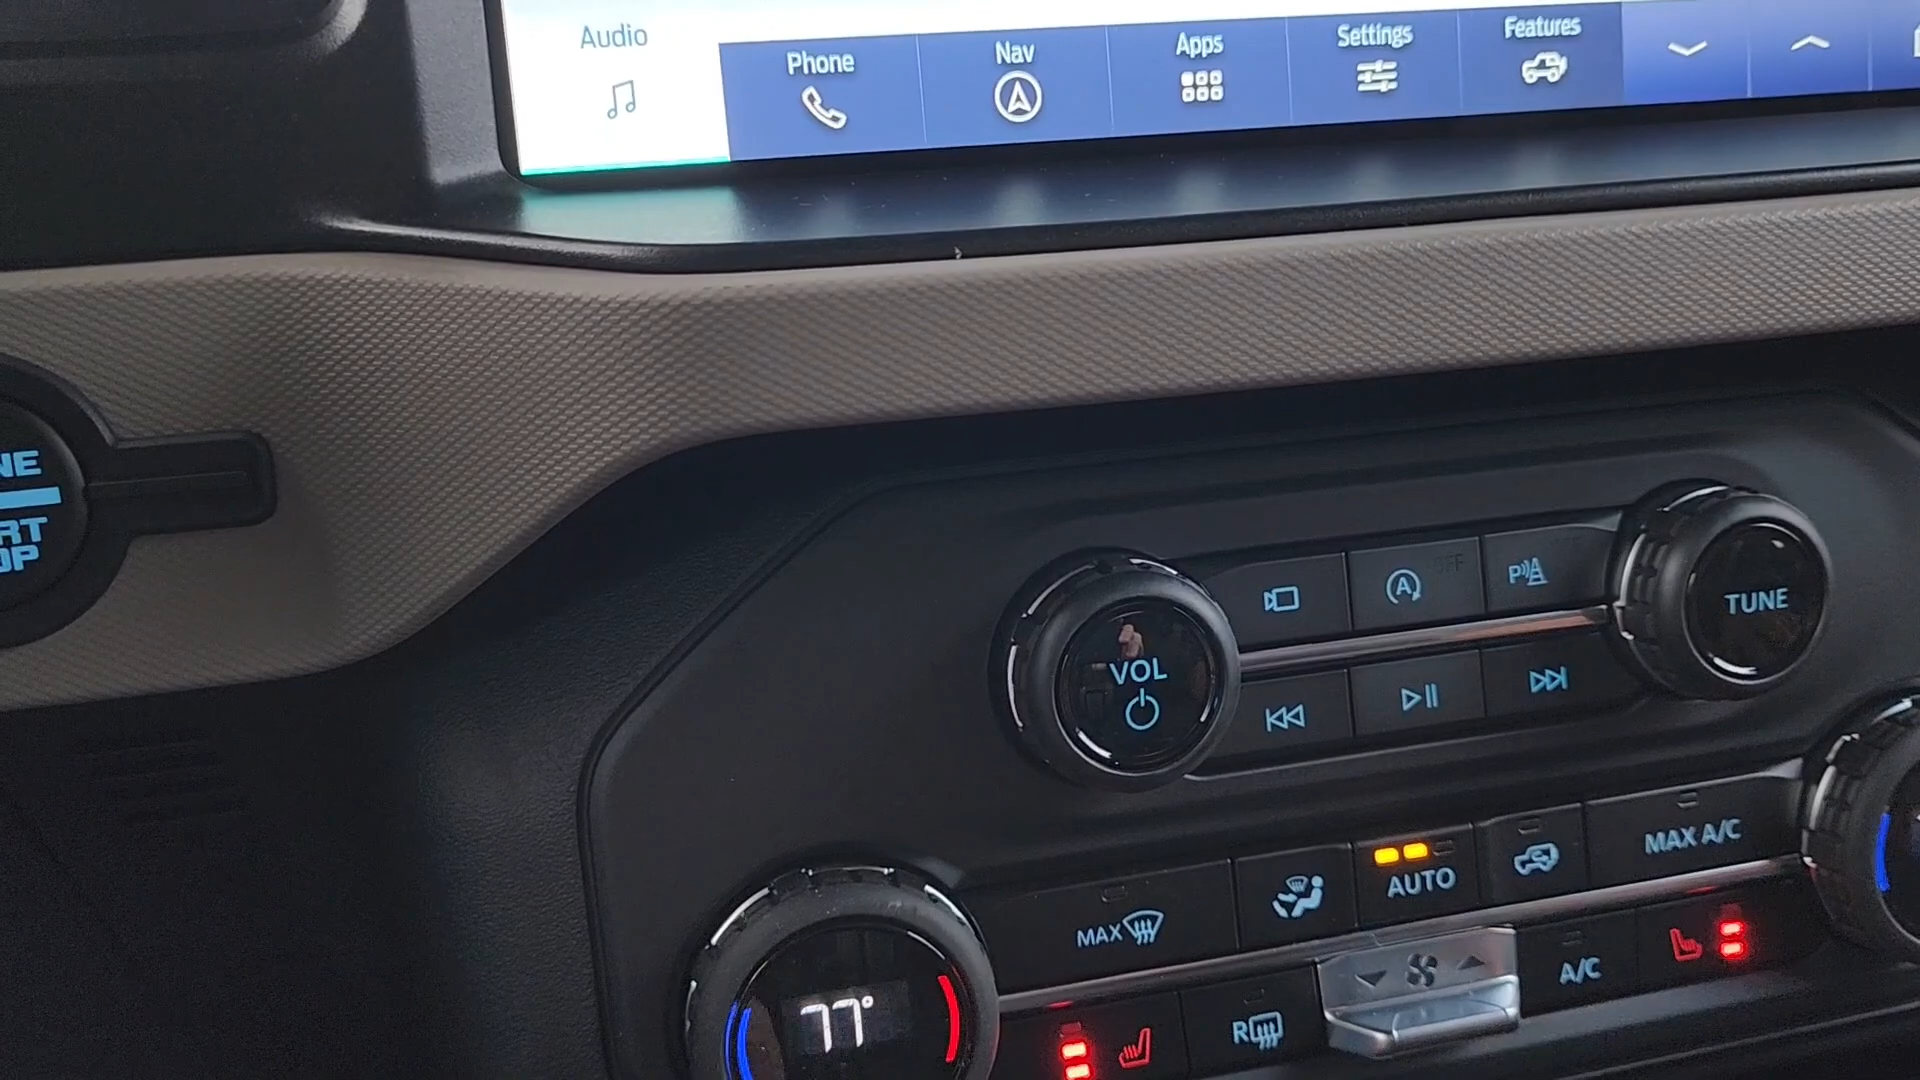 Audio
Phone
Nav
Apps
Settings
Features
NE
RT
OP
VOL
A
OFF
P
TUNE
MAX
AUTO
MAX A/C
77°
R
A/C